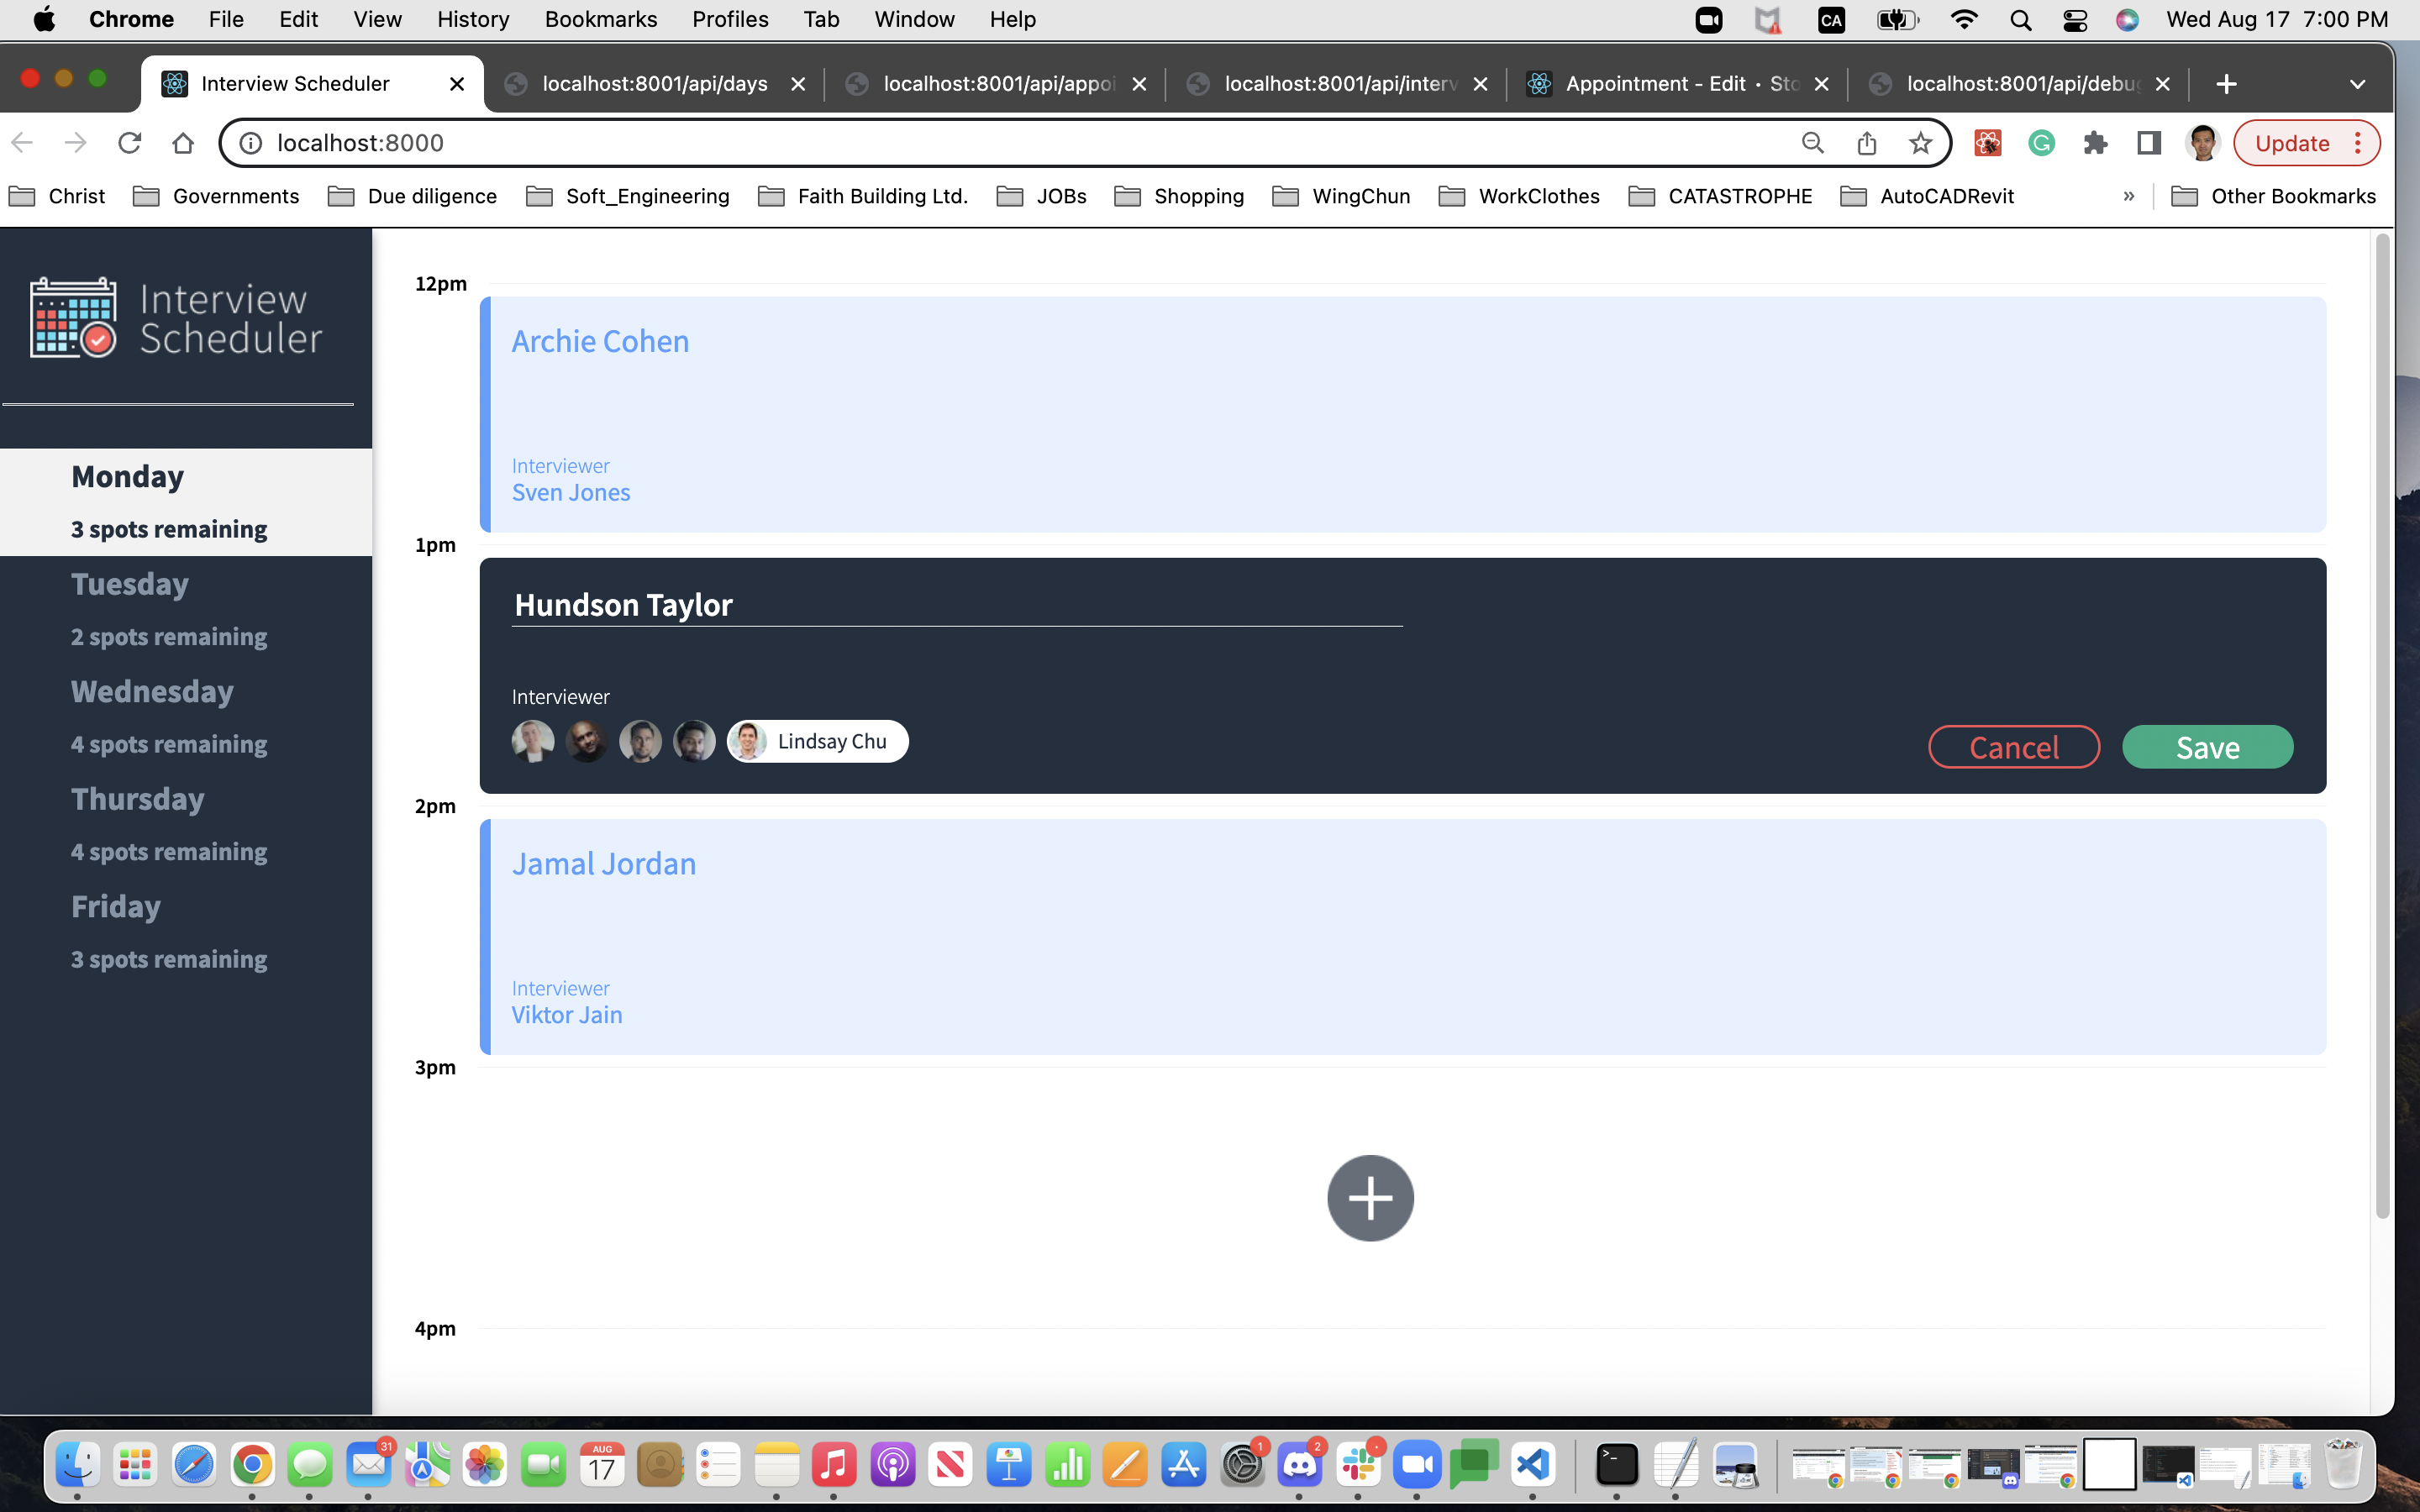 Chrome File Edit View History Bookmarks Profiles Tab Window Help CA Wed Aug 17 7:00 PM
Interview Scheduler localhost:8001/api/days localhost:8001/api/appoi localhost:8001/api/interv Appointment - Edit • Sto localhost:8001/api/debug
localhost:8000 Update
Christ Governments Due diligence Soft_Engineering Faith Building Ltd. JOBs Shopping WingChun WorkClothes CATASTROPHE AutoCADRevit » Other Bookmarks
Interview
Scheduler
Monday
3 spots remaining
Tuesday
2 spots remaining
Wednesday
4 spots remaining
Thursday
4 spots remaining
Friday
3 spots remaining
12pm
Archie Cohen
Interviewer
Sven Jones
1pm
Hundson Taylor
Interviewer
Lindsay Chu
Cancel Save
2pm
Jamal Jordan
Interviewer
Viktor Jain
3pm
4pm
31 AUG 17 1 2